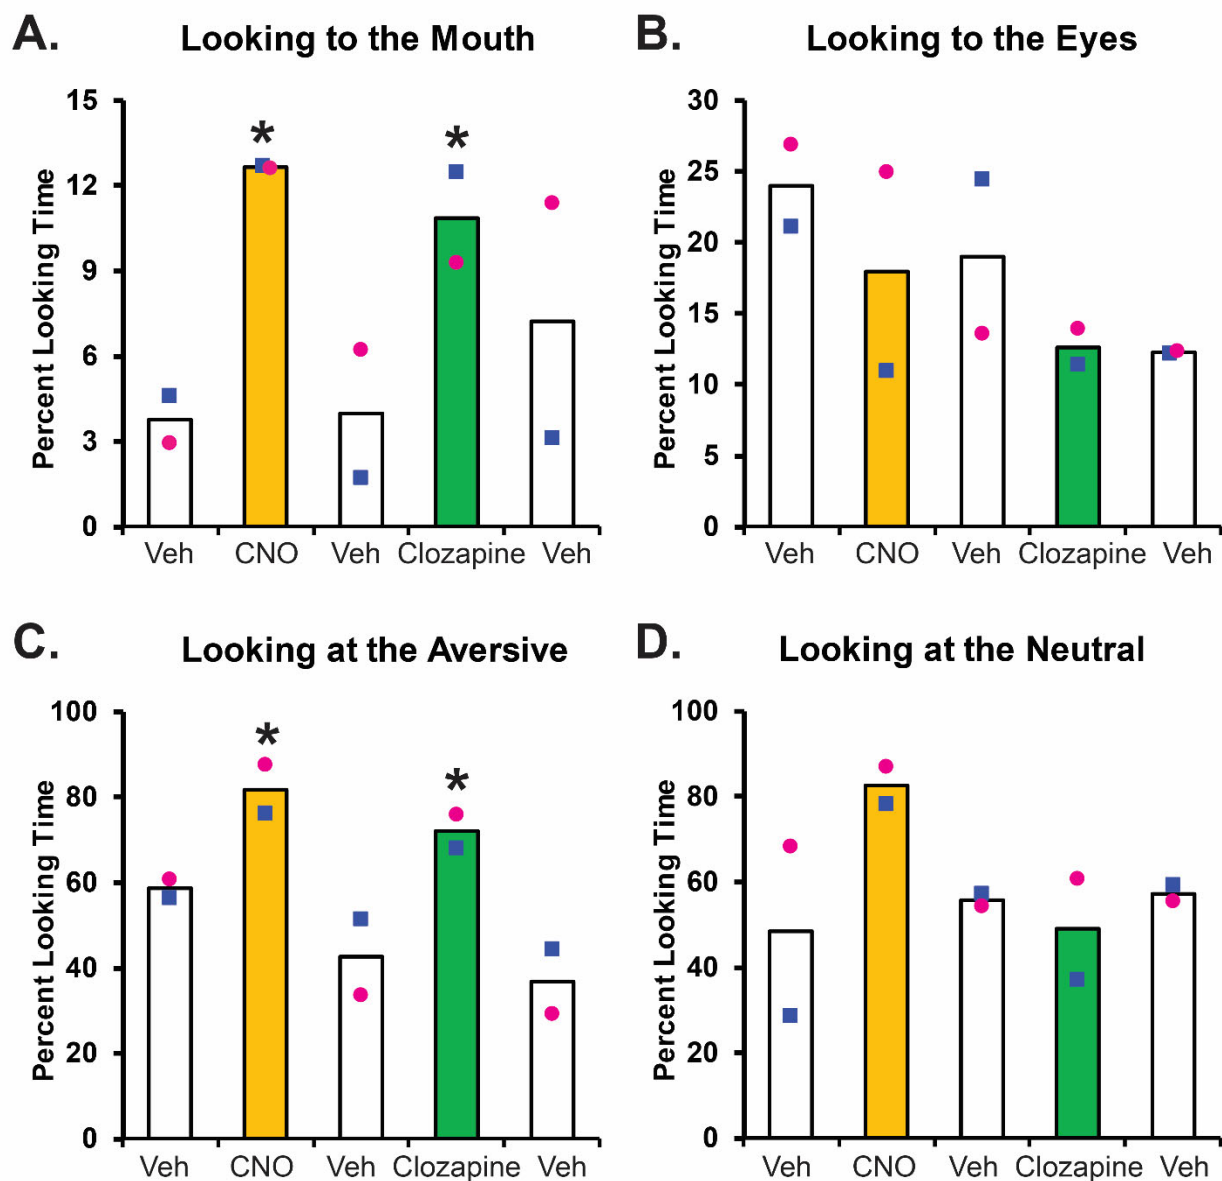 A. Looking to the Mouth
Percent Looking Time
15
12
9
6
3
0
*
*
Veh CNO Veh Clozapine Veh
B. Looking to the Eyes
Percent Looking Time
30
25
20
15
10
5
0
Veh CNO Veh Clozapine Veh
C. Looking at the Aversive
Percent Looking Time
100
80
60
40
20
0
*
*
Veh CNO Veh Clozapine Veh
D. Looking at the Neutral
Percent Looking Time
100
80
60
40
20
0
Veh CNO Veh Clozapine Veh